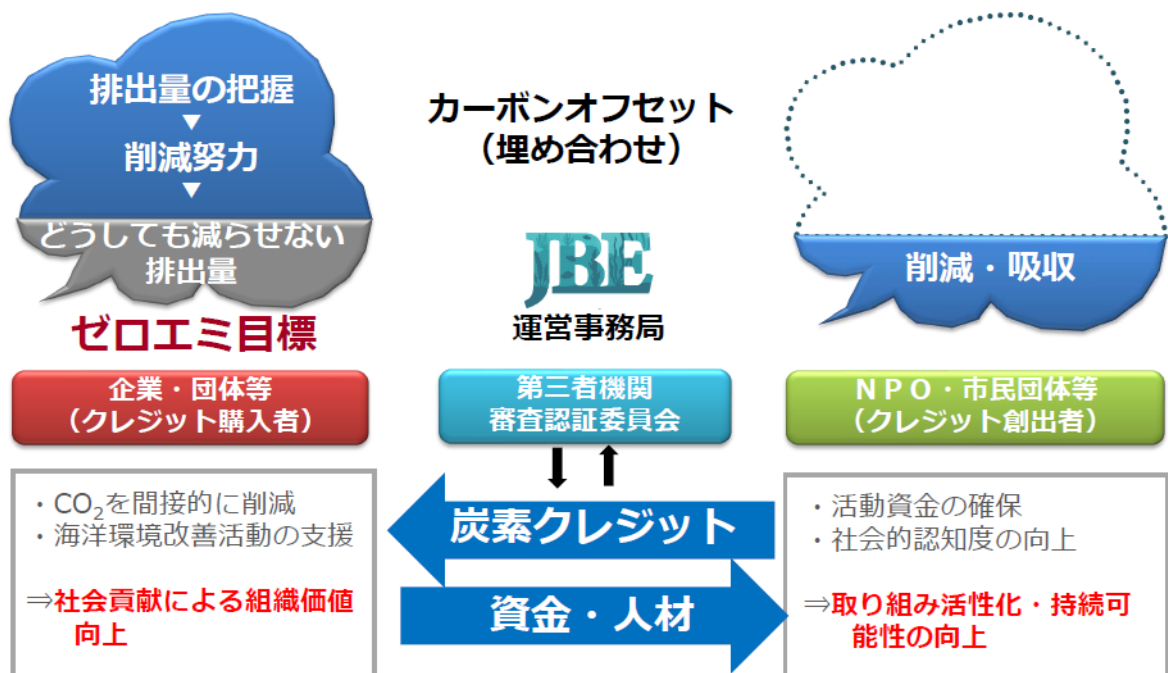 排出量の把握
▼
削減努力
▼
どうしても減らせない
排出量
ゼロエミ目標
企業・団体等
(クレジット購入者)
・CO₂を間接的に削減
・海洋環境改善活動の支援
⇒社会貢献による組織価値
向上
カーボンオフセット
(埋め合わせ)
JBE
運営事務局
第三者機関
審査認証委員会
炭素クレジット
資金・人材
削減・吸収
NPO・市民団体等
(クレジット創出者)
・活動資金の確保
・社会的認知度の向上
⇒取り組み活性化・持続可
能性の向上